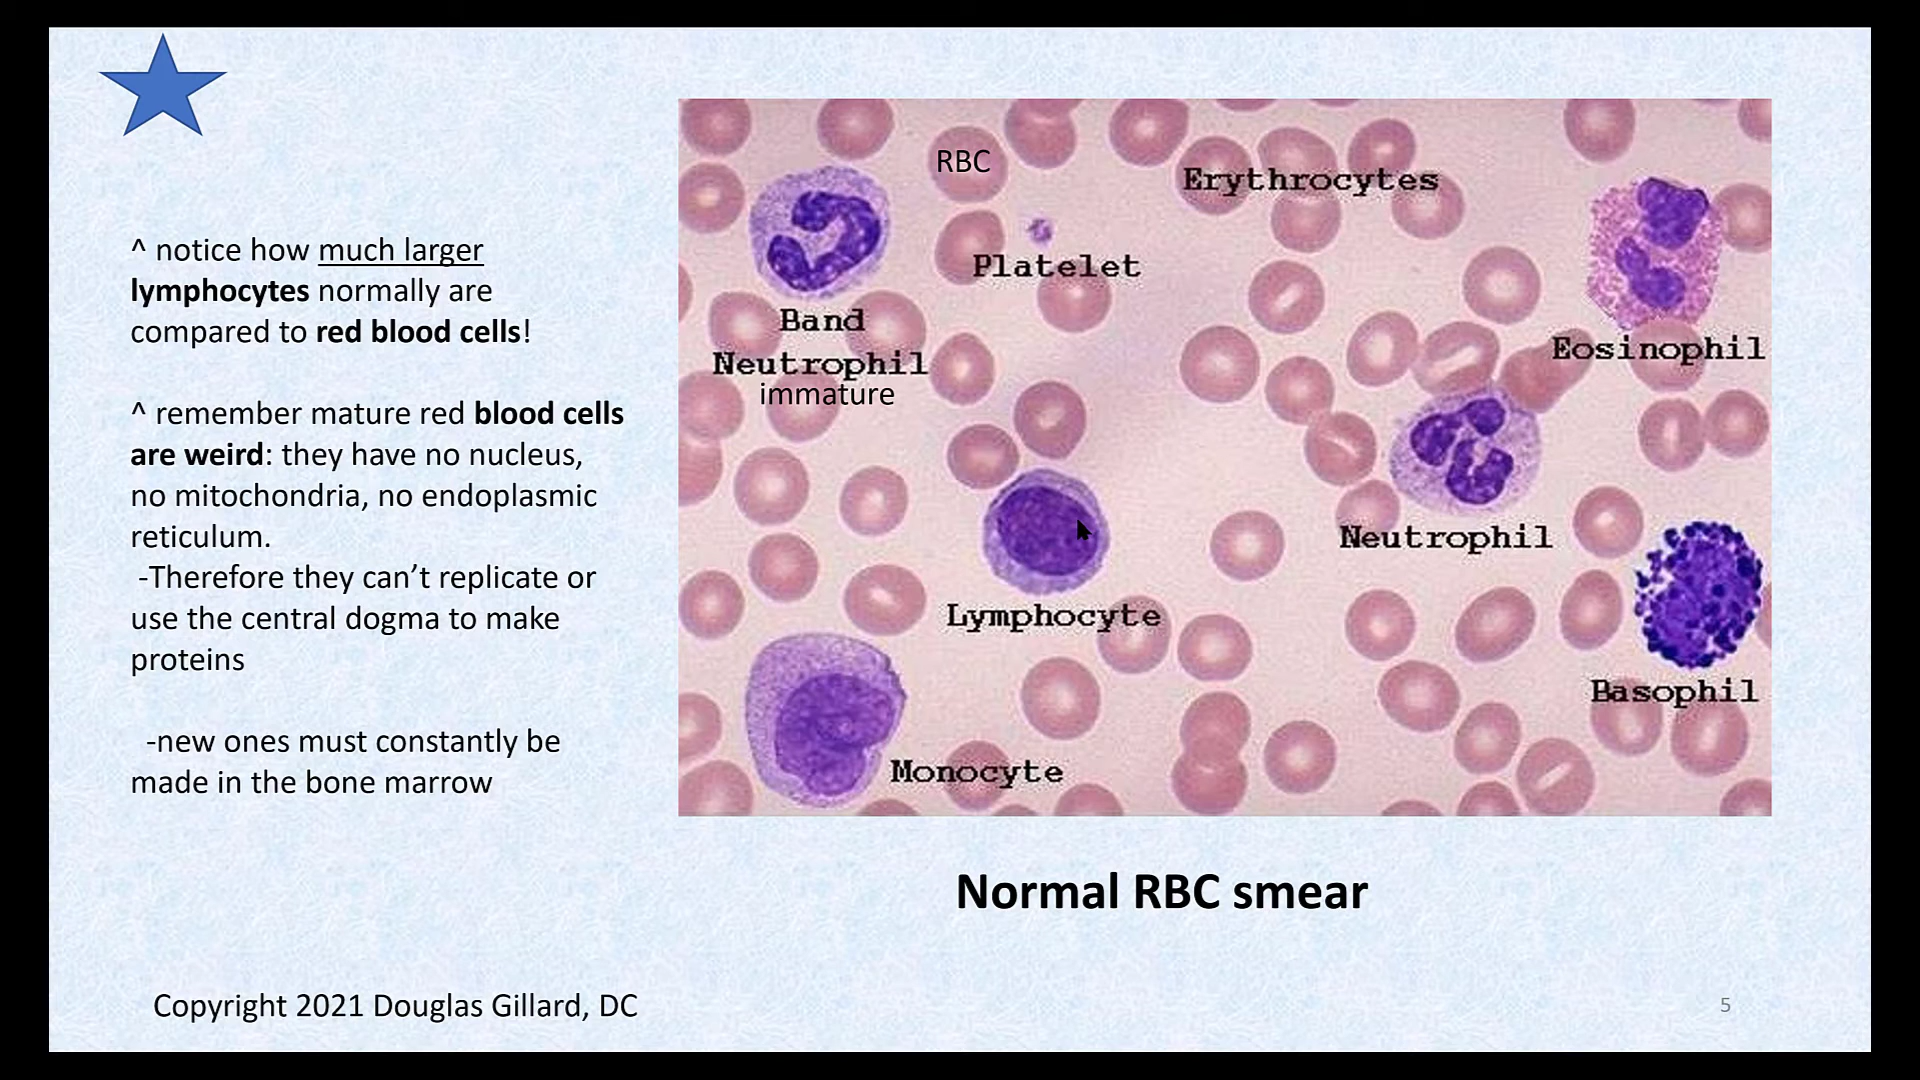 ^ notice how much larger
lymphocytes normally are
compared to red blood cells!
^ remember mature red blood cells
are weird: they have no nucleus,
no mitochondria, no endoplasmic
reticulum.
-Therefore they can’t replicate or
use the central dogma to make
proteins
-new ones must constantly be
made in the bone marrow
RBC
Erythrocytes
Platelet
Band
Neutrophil
immature
Eosinophil
Neutrophil
Lymphocyte
Basophil
Monocyte
Normal RBC smear
Copyright 2021 Douglas Gillard, DC
5